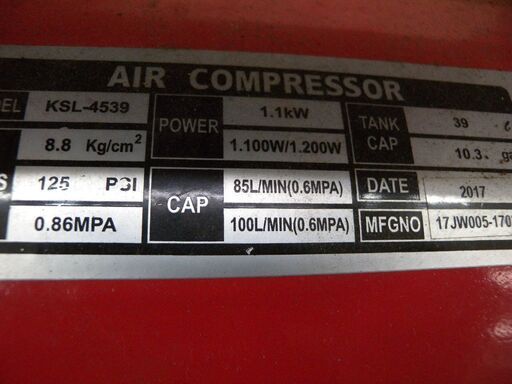 AIR COMPRESSOR
DEL KSL-4539 POWER 1.1kW TANK CAP 39
8.8 Kg/cm² 1.100W/1.200W 10.3 ga
S 125 PSI CAP 85L/MIN(0.6MPA) DATE 2017
0.86MPA 100L/MIN(0.6MPA) MFGNO 17JW005-170